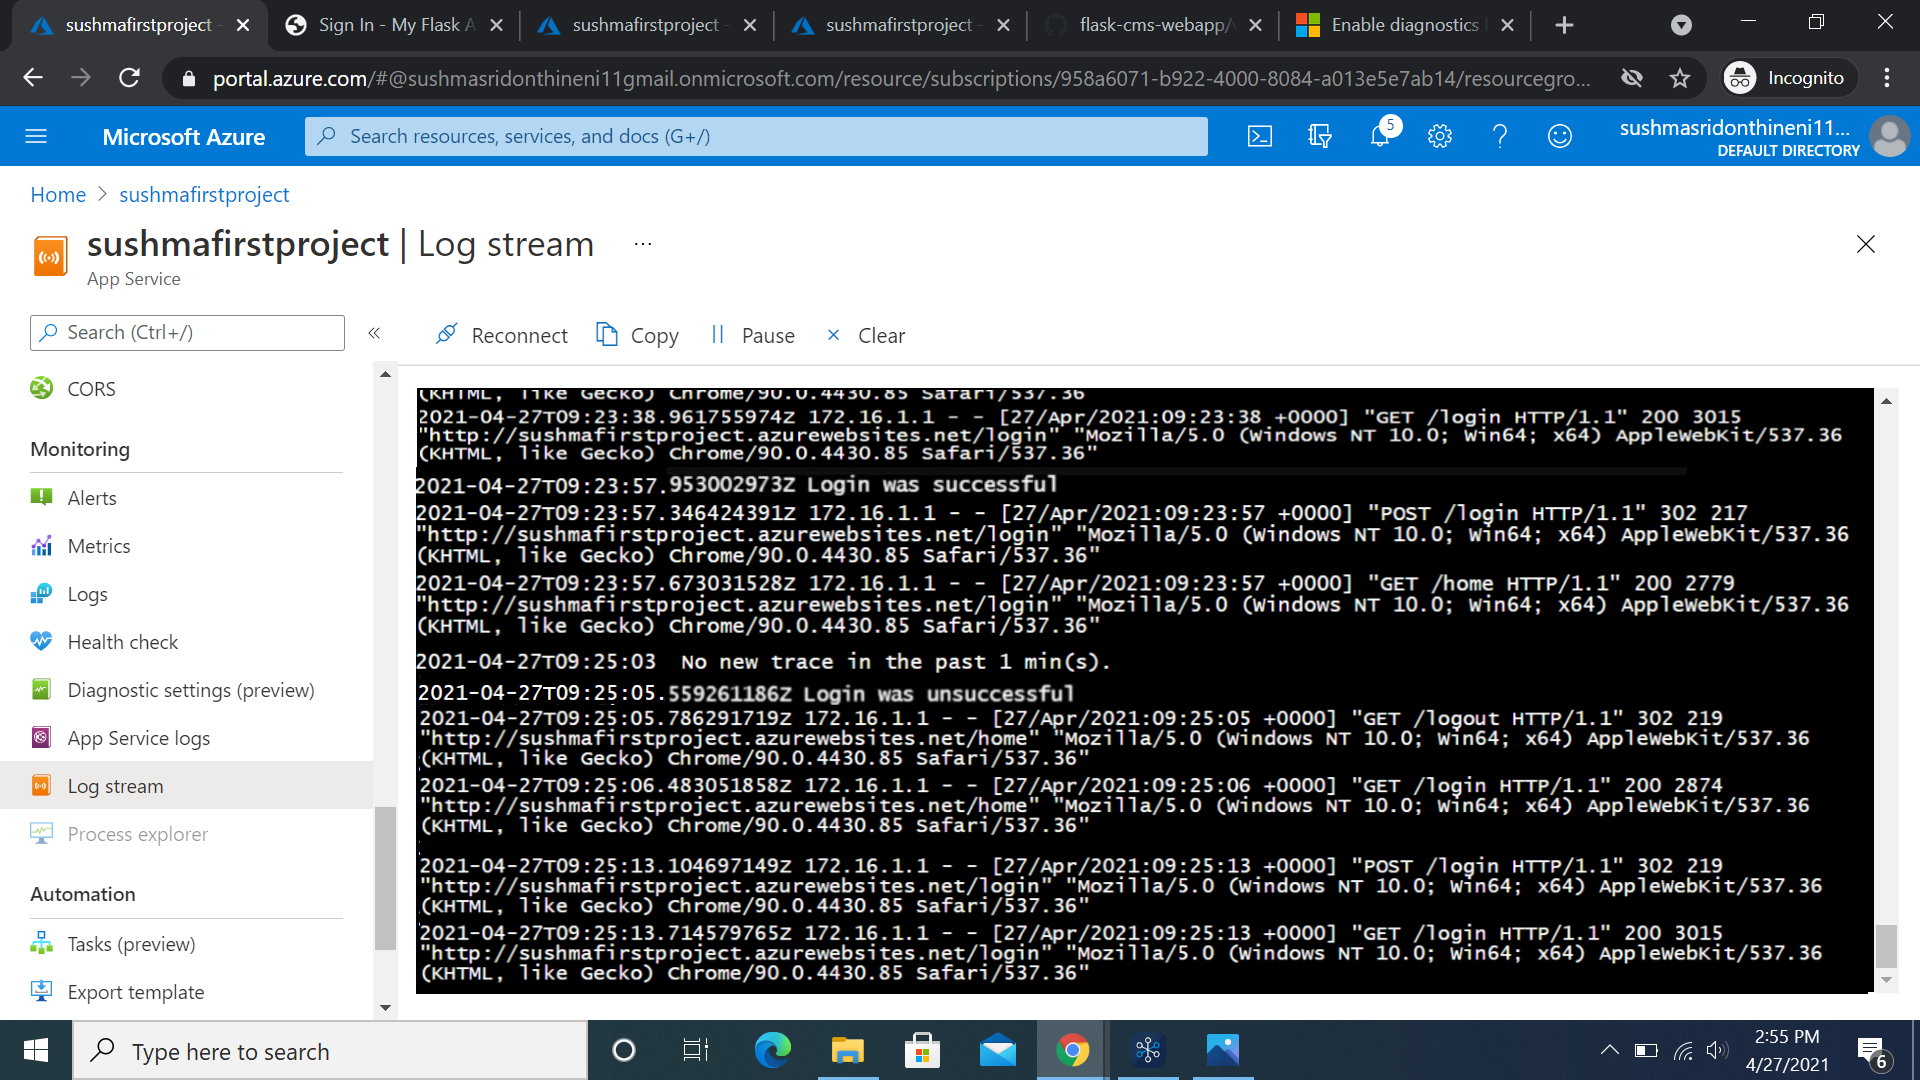 sushmafirstproject -
Sign In - My Flask A
sushmafirstproject -
sushmafirstproject -
flask-cms-webapp/
Enable diagnostics
portal.azure.com/#@sushmasridonthineni11gmail.onmicrosoft.com/resource/subscriptions/958a6071-b922-4000-8084-a013e5e7ab14/resourcegro...
Incognito
Microsoft Azure
Search resources, services, and docs (G+/)
5
sushmasridonthineni11...
DEFAULT DIRECTORY
Home > sushmafirstproject
sushmafirstproject | Log stream ...
App Service
Search (Ctrl+/)
«
Reconnect
Copy
Pause
Clear
CORS
Monitoring
Alerts
Metrics
Logs
Health check
Diagnostic settings (preview)
App Service logs
Log stream
Process explorer
Automation
Tasks (preview)
Export template
(KHTML, like Gecko) Chrome/90.0.4430.85 Safari/537.36
2021-04-27T09:23:38.961755974Z 172.16.1.1 - - [27/Apr/2021:09:23:38 +0000] "GET /login HTTP/1.1" 200 3015
"http://sushmafirstproject.azurewebsites.net/login" "Mozilla/5.0 (Windows NT 10.0; Win64; x64) AppleWebKit/537.36
(KHTML, like Gecko) Chrome/90.0.4430.85 Safari/537.36"
2021-04-27T09:23:57.953002973Z Login was successful
2021-04-27T09:23:57.346424391Z 172.16.1.1 - - [27/Apr/2021:09:23:57 +0000] "POST /login HTTP/1.1" 302 217
"http://sushmafirstproject.azurewebsites.net/login" "Mozilla/5.0 (Windows NT 10.0; Win64; x64) AppleWebKit/537.36
(KHTML, like Gecko) Chrome/90.0.4430.85 Safari/537.36"
2021-04-27T09:23:57.673031528Z 172.16.1.1 - - [27/Apr/2021:09:23:57 +0000] "GET /home HTTP/1.1" 200 2779
"http://sushmafirstproject.azurewebsites.net/login" "Mozilla/5.0 (Windows NT 10.0; Win64; x64) AppleWebKit/537.36
(KHTML, like Gecko) Chrome/90.0.4430.85 Safari/537.36"
2021-04-27T09:25:03  No new trace in the past 1 min(s).
2021-04-27T09:25:05.559261186Z Login was unsuccessful
2021-04-27T09:25:05.786291719Z 172.16.1.1 - - [27/Apr/2021:09:25:05 +0000] "GET /logout HTTP/1.1" 302 219
"http://sushmafirstproject.azurewebsites.net/home" "Mozilla/5.0 (Windows NT 10.0; Win64; x64) AppleWebKit/537.36
(KHTML, like Gecko) Chrome/90.0.4430.85 Safari/537.36"
2021-04-27T09:25:06.483051858Z 172.16.1.1 - - [27/Apr/2021:09:25:06 +0000] "GET /login HTTP/1.1" 200 2874
"http://sushmafirstproject.azurewebsites.net/home" "Mozilla/5.0 (Windows NT 10.0; Win64; x64) AppleWebKit/537.36
(KHTML, like Gecko) Chrome/90.0.4430.85 Safari/537.36"
2021-04-27T09:25:13.104697149Z 172.16.1.1 - - [27/Apr/2021:09:25:13 +0000] "POST /login HTTP/1.1" 302 219
"http://sushmafirstproject.azurewebsites.net/login" "Mozilla/5.0 (Windows NT 10.0; Win64; x64) AppleWebKit/537.36
(KHTML, like Gecko) Chrome/90.0.4430.85 Safari/537.36"
2021-04-27T09:25:13.714579765Z 172.16.1.1 - - [27/Apr/2021:09:25:13 +0000] "GET /login HTTP/1.1" 200 3015
"http://sushmafirstproject.azurewebsites.net/login" "Mozilla/5.0 (Windows NT 10.0; Win64; x64) AppleWebKit/537.36
(KHTML, like Gecko) Chrome/90.0.4430.85 Safari/537.36"
Type here to search
2:55 PM
4/27/2021
6